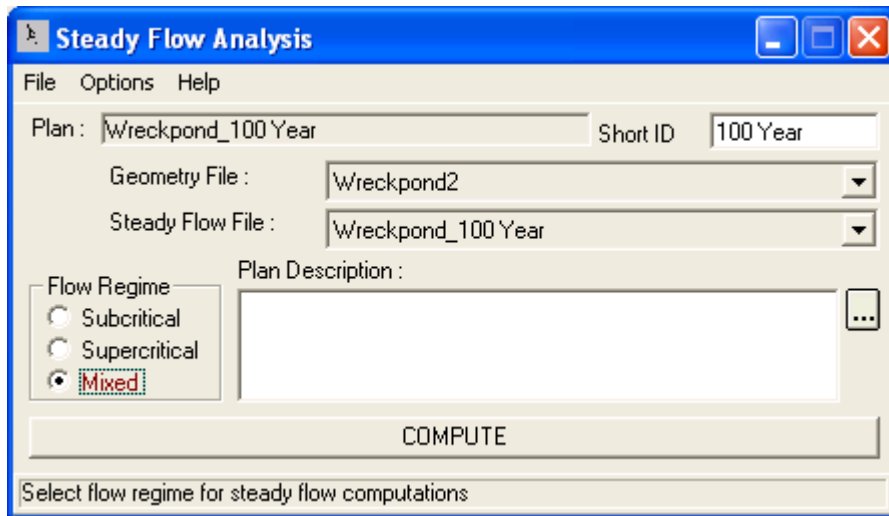 Steady Flow Analysis
File Options Help
Plan : Wreckpond_100 Year Short ID 100 Year
Geometry File : Wreckpond2
Steady Flow File : Wreckpond_100 Year
Plan Description :
Flow Regime
Subcritical
Supercritical
Mixed
...
COMPUTE
Select flow regime for steady flow computations